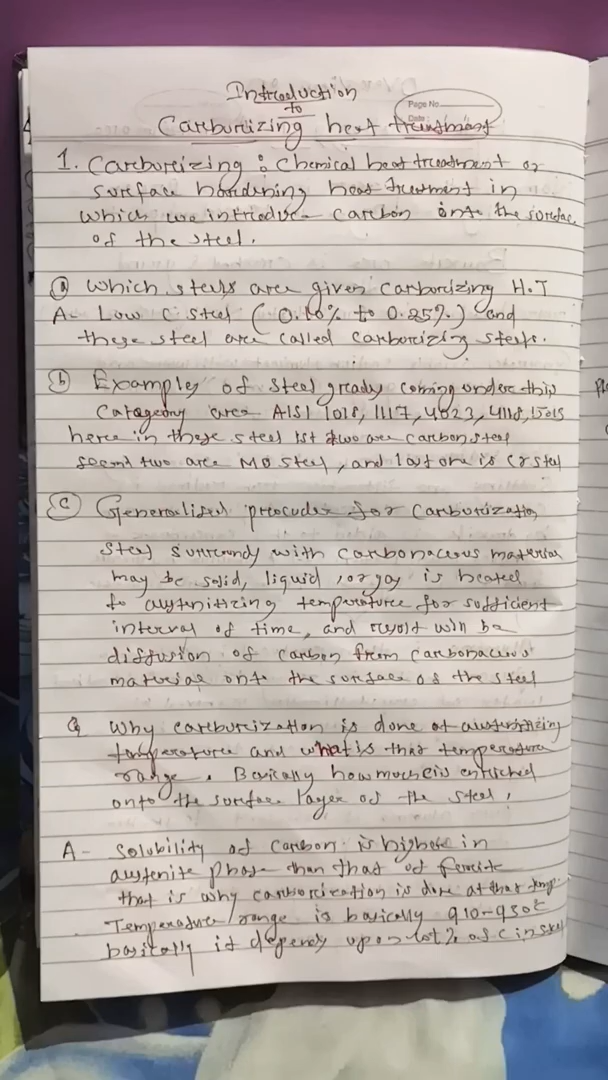 Introduction
to
Page No.
Date :
Carburizing heat treatment
1. Carburizing : Chemical heat treatment or
surface hardening heat treatment in
which we introduce carbon onto the surface
of the steel.
(a) Which steels are given carburizing H.T
A- Low C steel ( 0.10% to 0.25% ) and
these steel are called carburizing steels.
(b) Examples of steel grades coming under this
Categeory are AISI 1018, 1117, 4023, 4118, 5015
here in these steel 1st two are carbon steel
second two are MO steel, and last one is Cr steel
(c) Generalised procudes for Carburization
Steel surroundy with carbonaceous material
may be solid, liquid, or gas is heated
to austenitizing temperature for sufficient
interval of time, and result will be
diffusion of carbon from carbonaceous
material onto the surface of the steel
Q Why carburization is done at austenitizing
temperature and what is that temperature
range. Basically how much C is enriched
onto the surface layer of the steel.
A - Solubility of Carbon is highest in
austenite phase than that of ferrite
that is why carburization is done at that temp.
Temperature range is basically 910-930°C
basically it depends upon wt % of C in steel